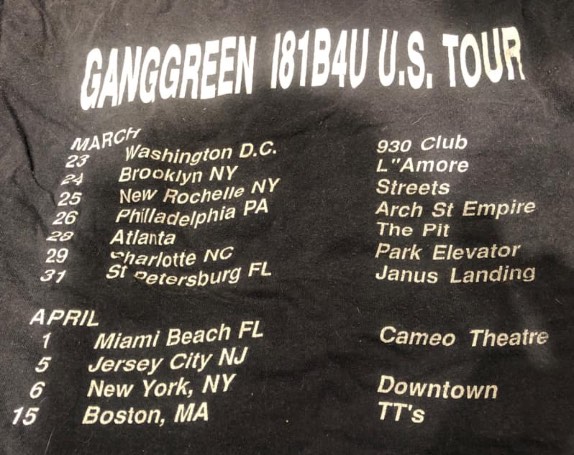 GANGGREEN I81B4U U.S. TOUR
MARCH
23 Washington D.C. 930 Club
24 Brooklyn NY L"Amore
25 New Rochelle NY Streets
26 Philladelphia PA Arch St Empire
28 Atlanta The Pit
29 Charlotte NC Park Elevator
31 St Petersburg FL Janus Landing
APRIL
1 Miami Beach FL Cameo Theatre
5 Jersey City NJ
6 New York, NY Downtown
15 Boston, MA TT's